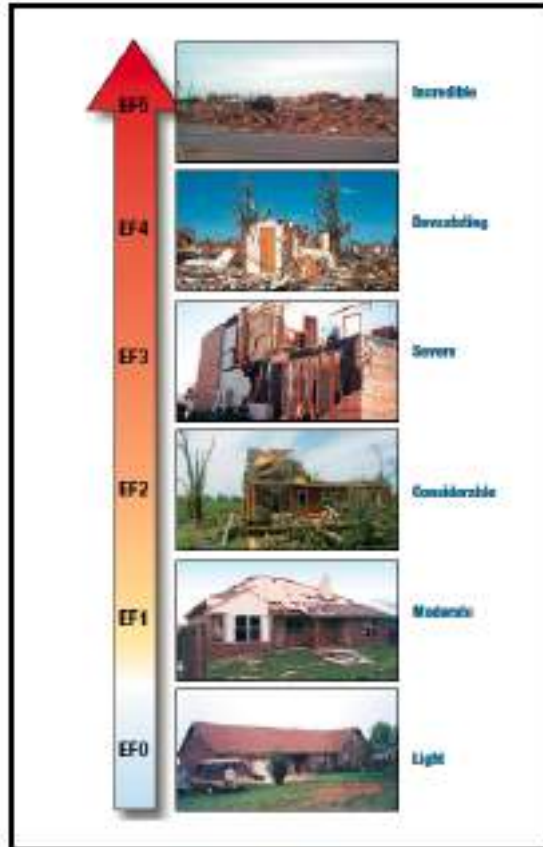 EF5
Incredible
EF4
Devastating
EF3
Severe
EF2
Considerable
EF1
Moderate
EF0
Light